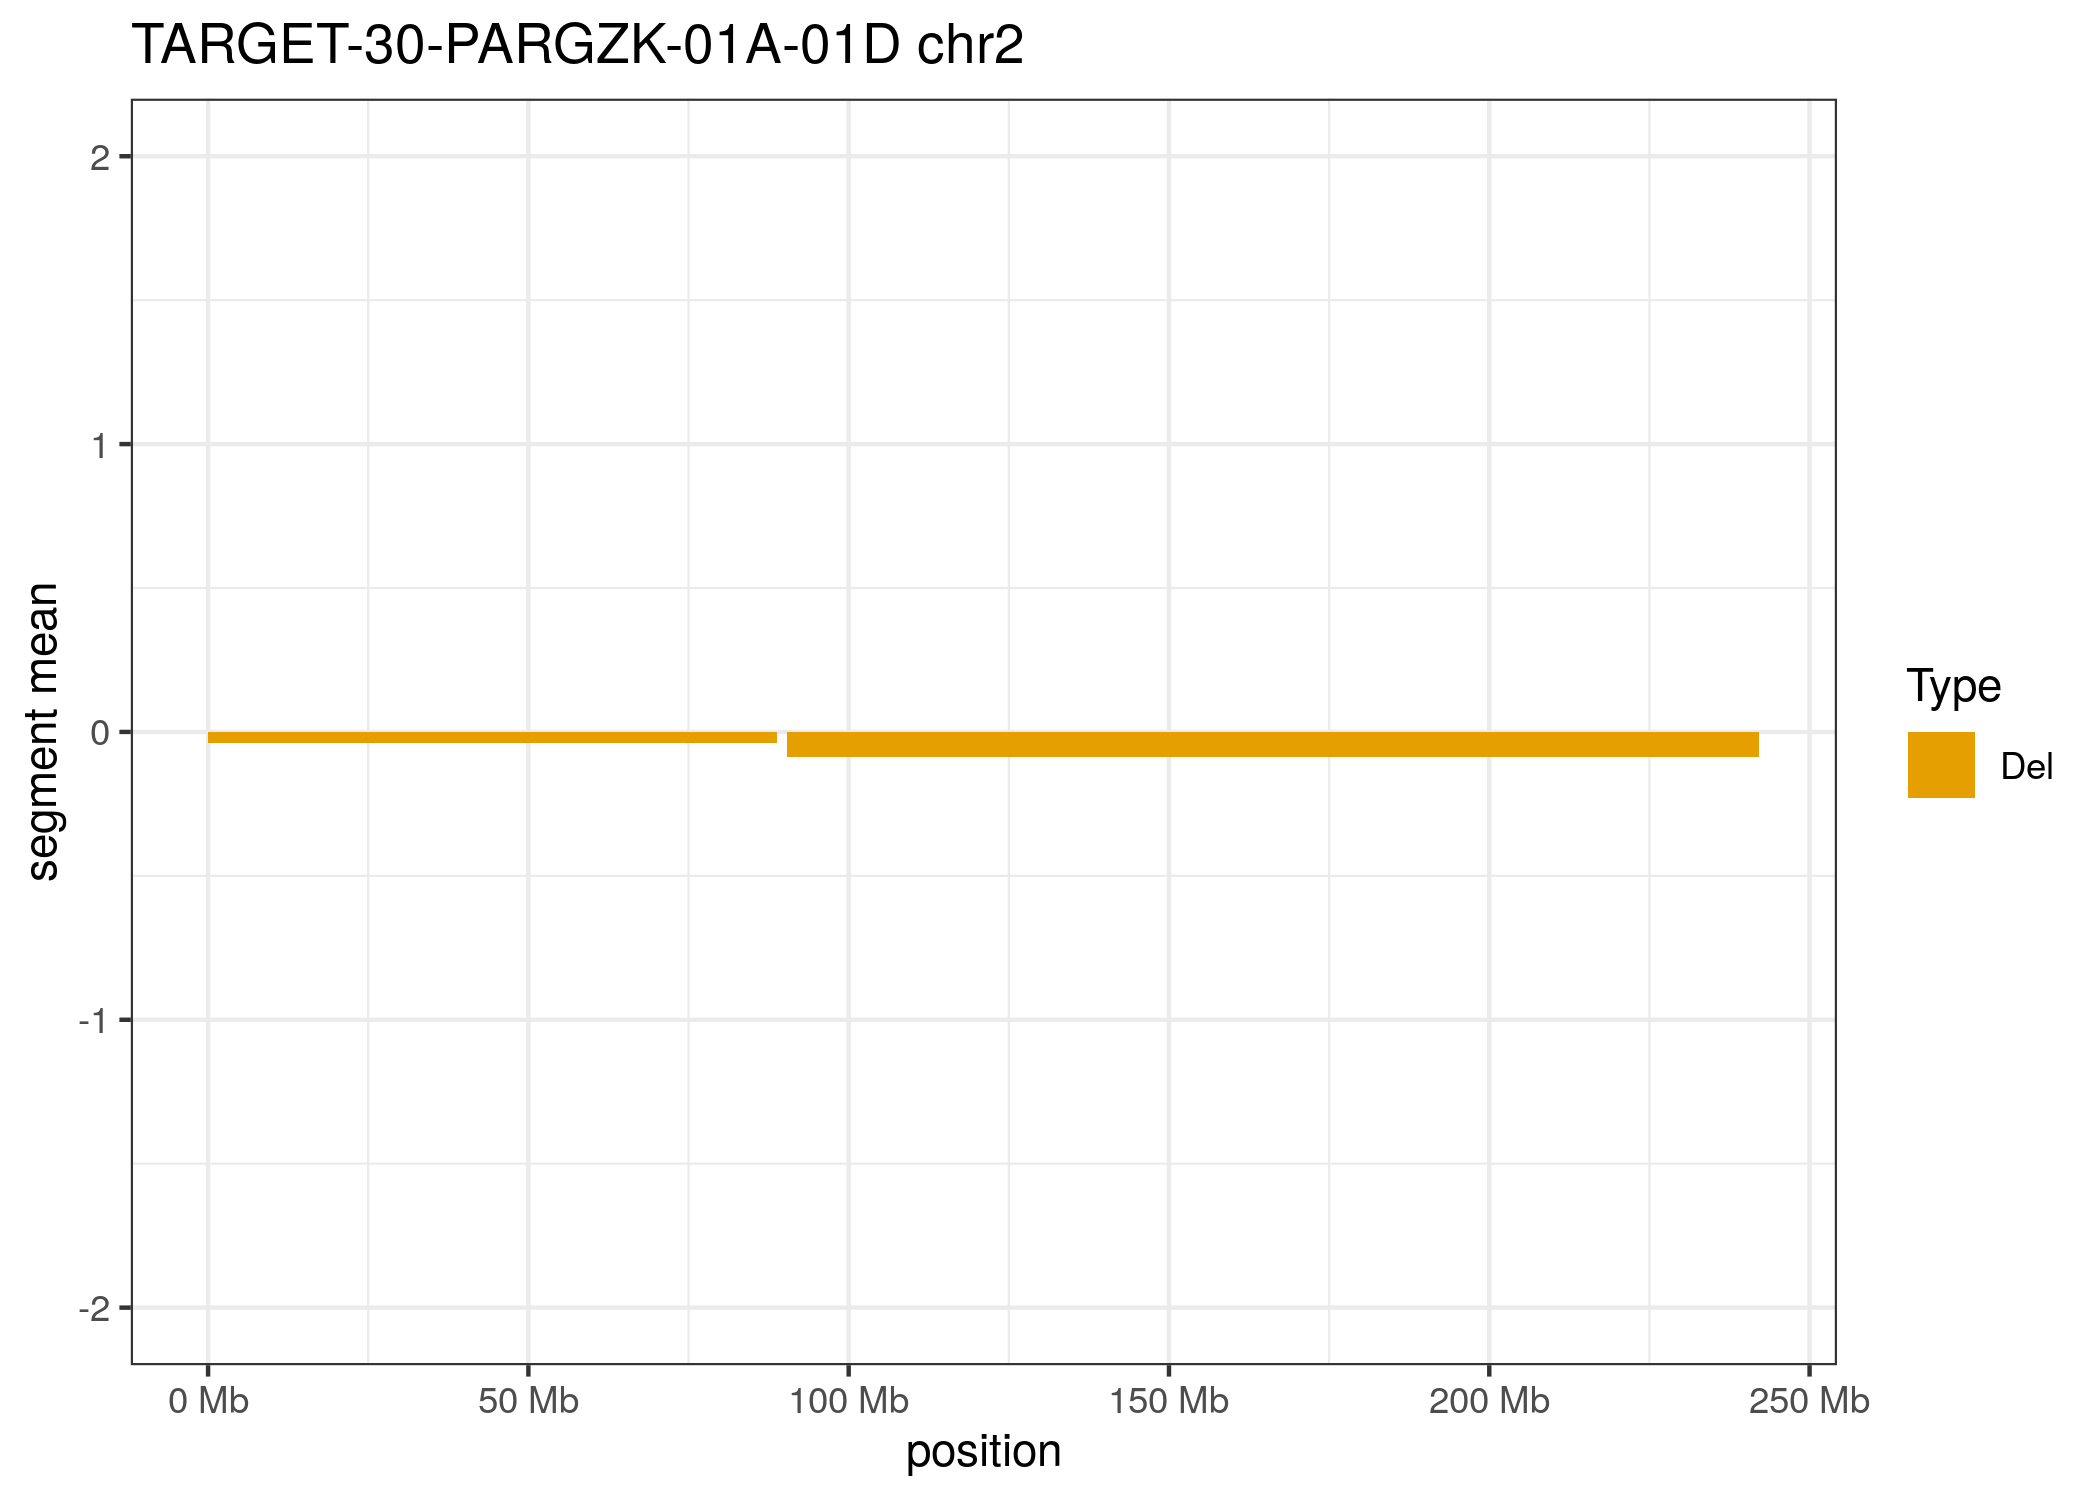 TARGET-30-PARGZK-01A-01D chr2
2
1
0
-1
-2
segment mean
0 Mb
50 Mb
100 Mb
150 Mb
200 Mb
250 Mb
position
Type
Del